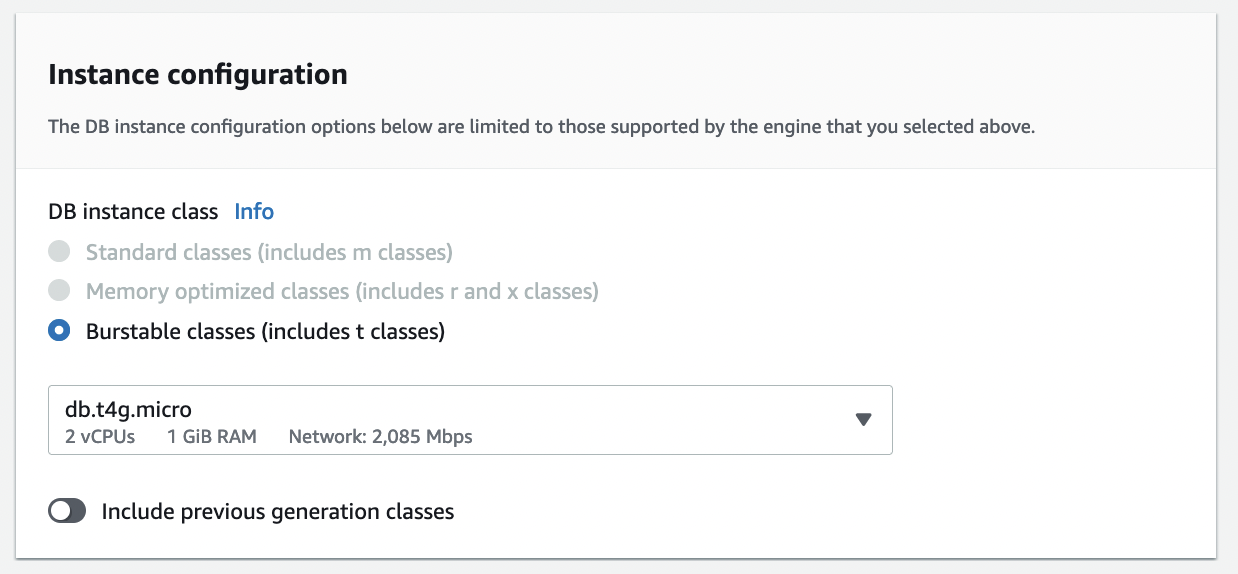 Instance configuration
The DB instance configuration options below are limited to those supported by the engine that you selected above.
DB instance class Info
Standard classes (includes m classes)
Memory optimized classes (includes r and x classes)
Burstable classes (includes t classes)
db.t4g.micro
2 vCPUs 1 GiB RAM Network: 2,085 Mbps
Include previous generation classes